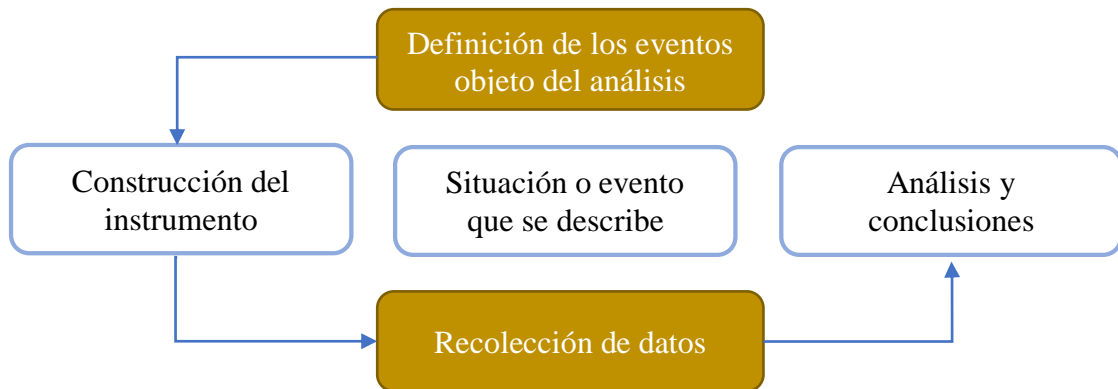 Definición de los eventos
objeto del análisis
Construcción del
instrumento
Situación o evento
que se describe
Análisis y
conclusiones
Recolección de datos